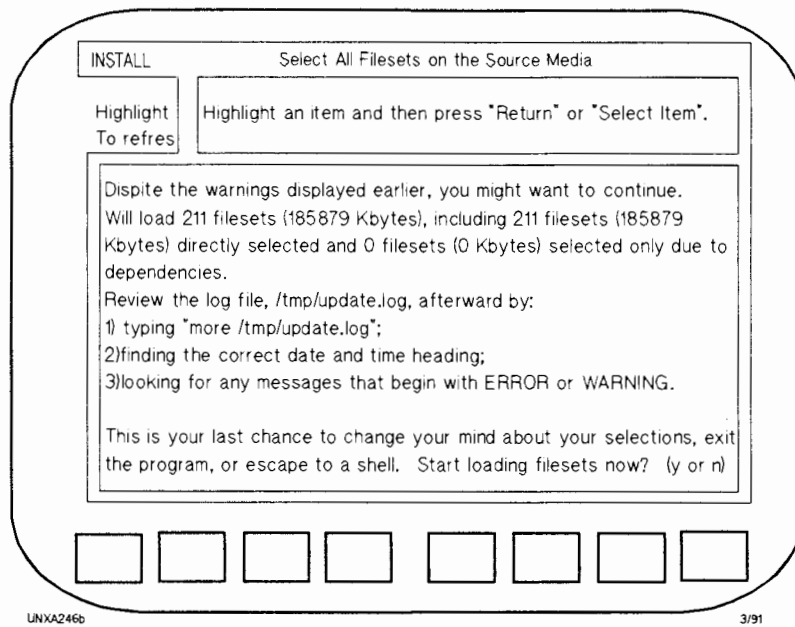 INSTALL Select All Filesets on the Source Media
Highlight
To refres
Highlight an item and then press "Return" or "Select Item".
Dispite the warnings displayed earlier, you might want to continue.
Will load 211 filesets (185879 Kbytes), including 211 filesets (185879
Kbytes) directly selected and 0 filesets (0 Kbytes) selected only due to
dependencies.
Review the log file, /tmp/update.log, afterward by:
1) typing "more /tmp/update.log";
2)finding the correct date and time heading;
3)looking for any messages that begin with ERROR or WARNING.
This is your last chance to change your mind about your selections, exit
the program, or escape to a shell. Start loading filesets now? (y or n)
UNXA246b 3/91